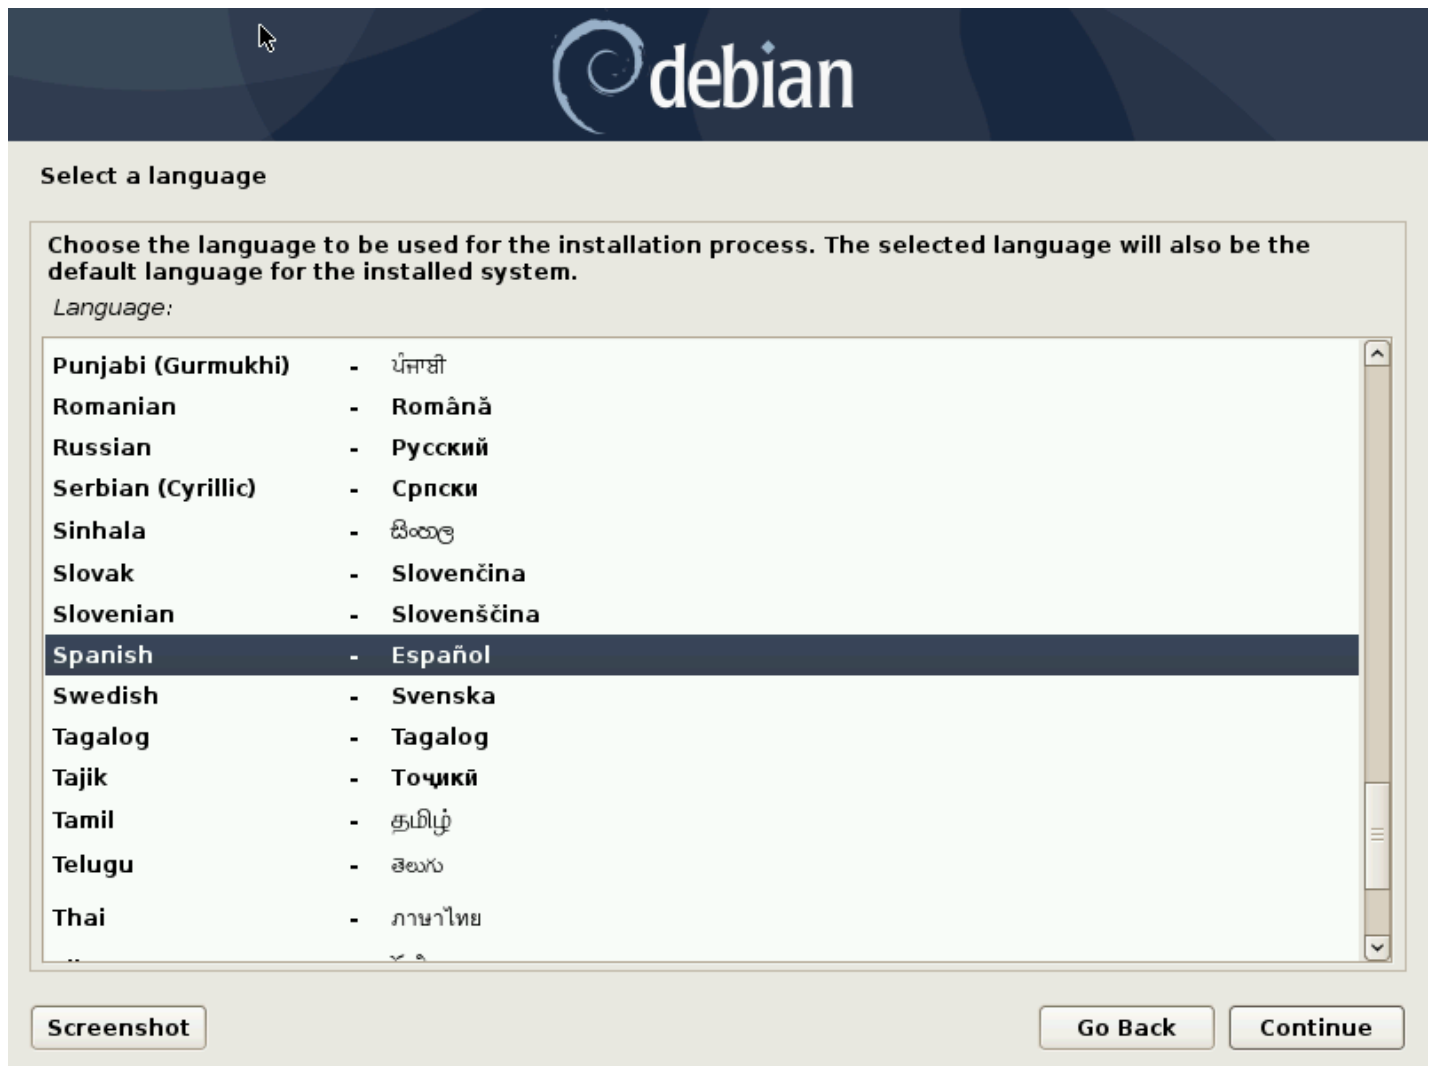 debian
Select a language
Choose the language to be used for the installation process. The selected language will also be the
default language for the installed system.
Language:
Punjabi (Gurmukhi) - ਪੰਜਾਬੀ
Romanian - Română
Russian - Русский
Serbian (Cyrillic) - Српски
Sinhala - සිංහල
Slovak - Slovenčina
Slovenian - Slovenščina
Spanish - Español
Swedish - Svenska
Tagalog - Tagalog
Tajik - Тоҷикӣ
Tamil - தமிழ்
Telugu - తెలుగు
Thai - ภาษาไทย
Screenshot Go Back Continue